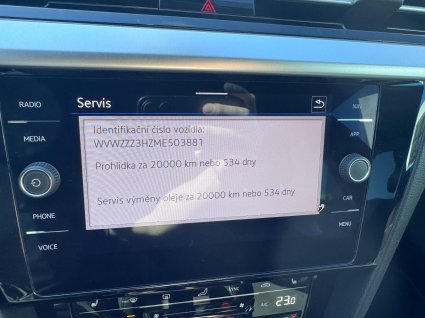 Servis
RADIO
MEDIA
PHONE
VOICE
NAV
APP
CAR
MENU
Identifikační číslo vozidla:
WVWZZZ3HZME503881
Prohlídka za 20000 km nebo 534 dny
Servis výměny oleje za 20000 km nebo 534 dny
SYNC
A/C
23.0